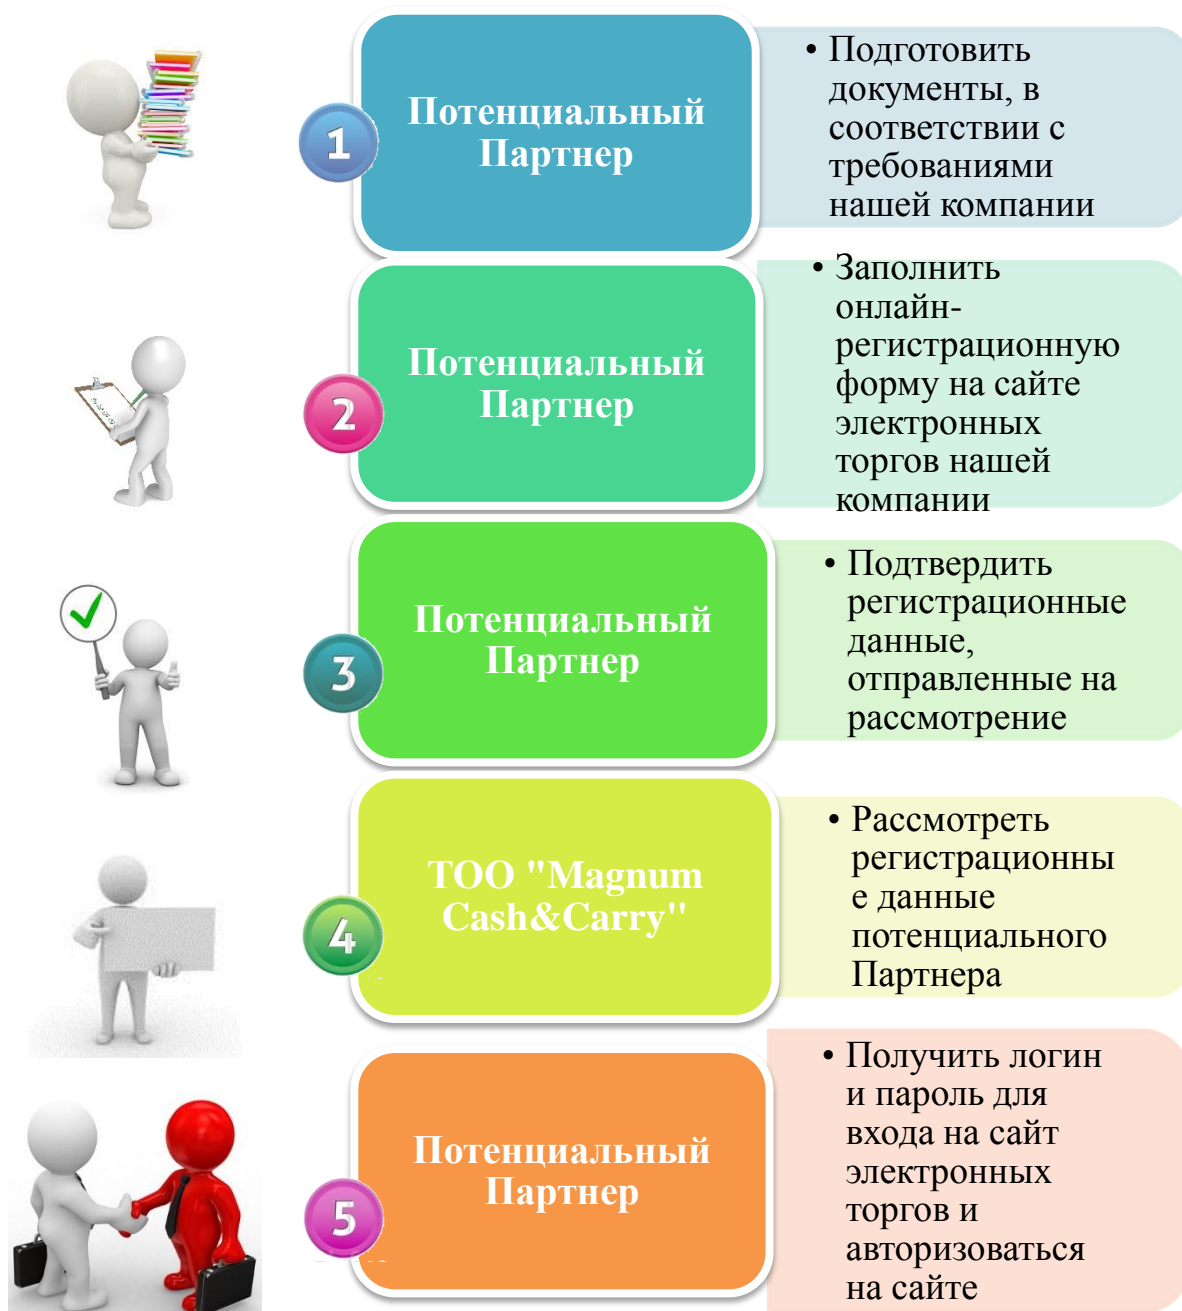 1
Потенциальный
Партнер
• Подготовить
документы, в
соответствии с
требованиями
нашей компании
2
Потенциальный
Партнер
• Заполнить
онлайн-
регистрационную
форму на сайте
электронных
торгов нашей
компании
3
Потенциальный
Партнер
• Подтвердить
регистрационные
данные,
отправленные на
рассмотрение
4
ТОО "Magnum
Cash&Carry"
• Рассмотреть
регистрационны
е данные
потенциального
Партнера
5
Потенциальный
Партнер
• Получить логин
и пароль для
входа на сайт
электронных
торгов и
авторизоваться
на сайте